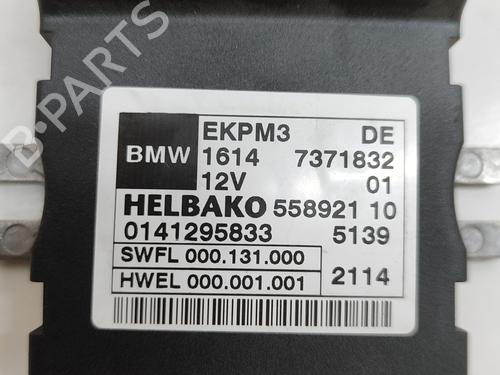 EKPM3 DE
BMW 1614 7371832
12V 01
HELBAKO 558921 10
0141295833 5139
SWFL 000.131.000
HWEL 000.001.001 2114
B-PARTS